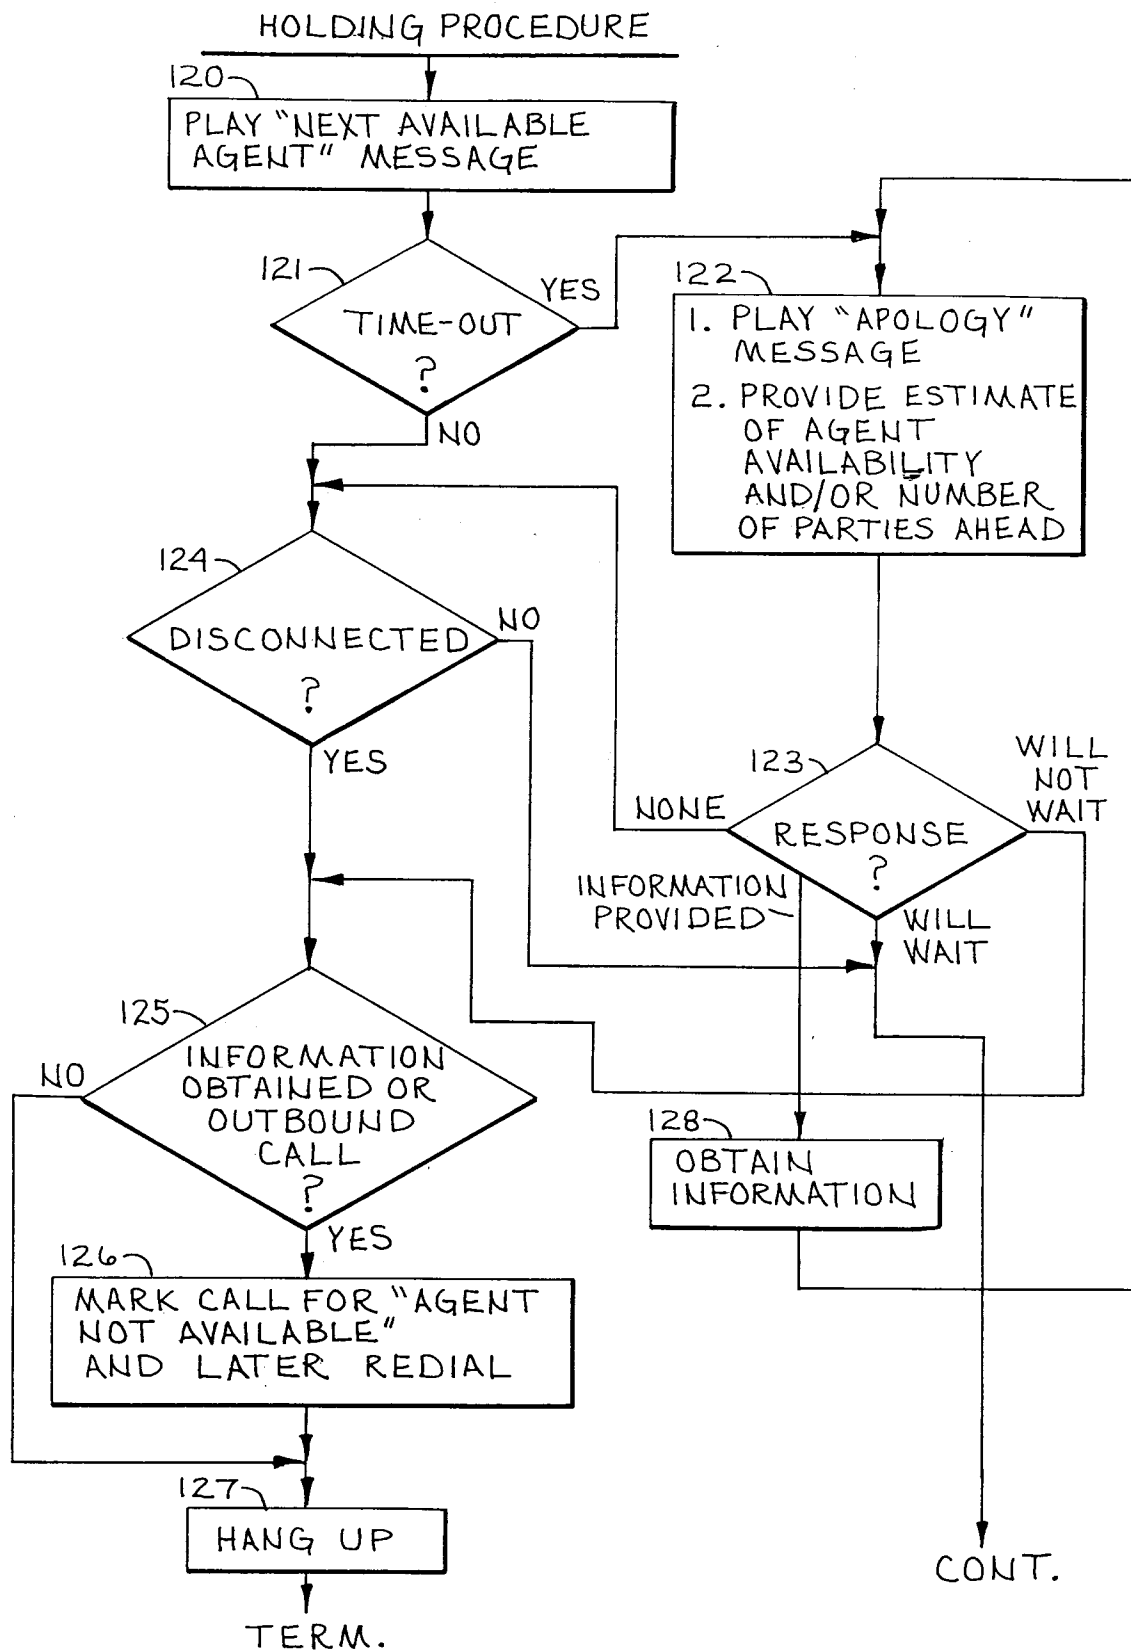 HOLDING PROCEDURE
120
PLAY "NEXT AVAILABLE
AGENT" MESSAGE
121
TIME-OUT
?
YES
NO
122
1. PLAY "APOLOGY"
MESSAGE
2. PROVIDE ESTIMATE
OF AGENT
AVAILABILITY
AND/OR NUMBER
OF PARTIES AHEAD
124
DISCONNECTED
?
NO
YES
123
RESPONSE
?
NONE
WILL
NOT
WAIT
INFORMATION
PROVIDED
WILL
WAIT
125
INFORMATION
OBTAINED OR
OUTBOUND
CALL
?
NO
YES
128
OBTAIN
INFORMATION
126
MARK CALL FOR "AGENT
NOT AVAILABLE"
AND LATER REDIAL
127
HANG UP
TERM.
CONT.